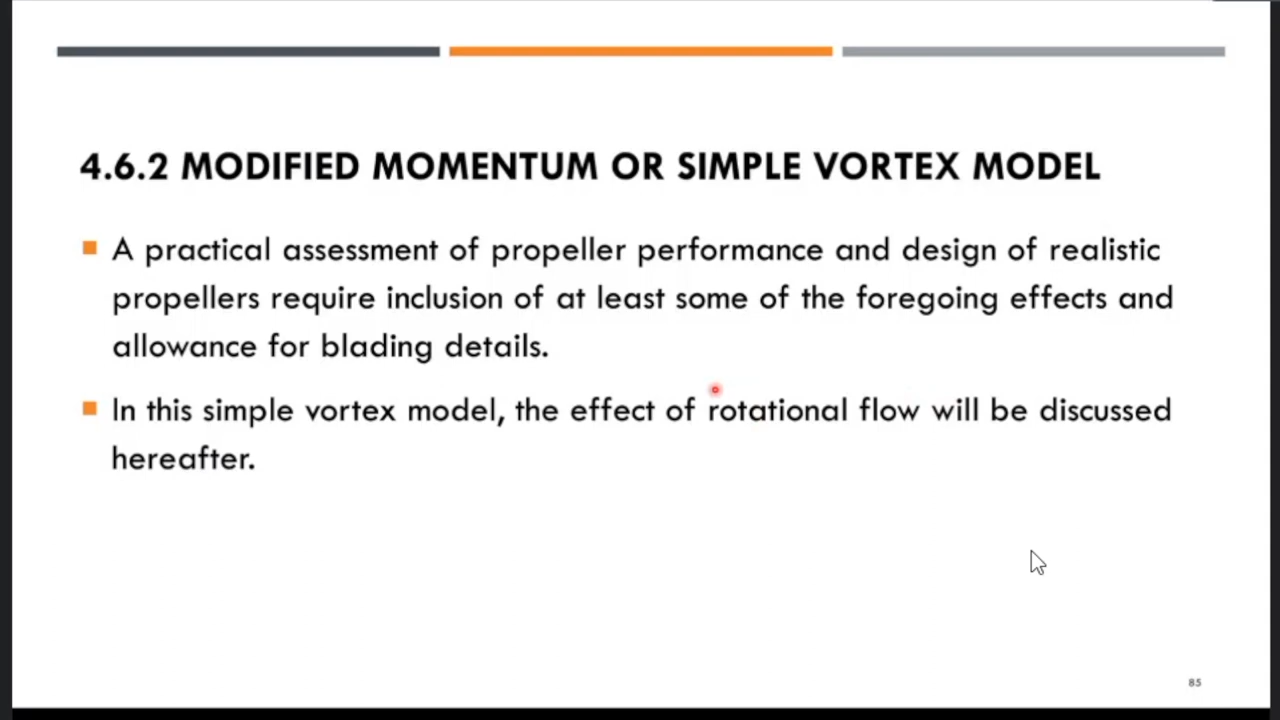 4.6.2 MODIFIED MOMENTUM OR SIMPLE VORTEX MODEL
A practical assessment of propeller performance and design of realistic
propellers require inclusion of at least some of the foregoing effects and
allowance for blading details.
In this simple vortex model, the effect of rotational flow will be discussed
hereafter.
85